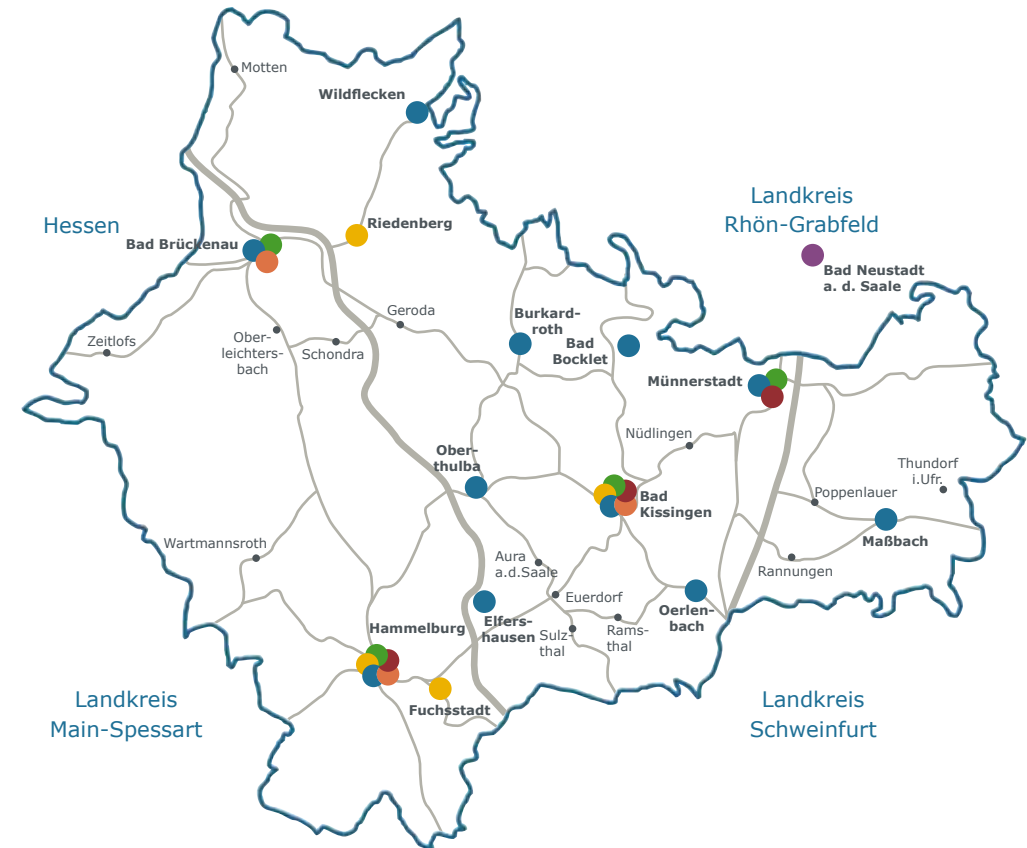 Motten
Wildflecken
Landkreis
Rhön-Grabfeld
Hessen
Riedenberg
Bad Brückenau
Bad Neustadt
a. d. Saale
Geroda
Burkard-
roth
Bad
Bocklet
Zeitlofs
Ober-
leichters-
bach
Schondra
Münnerstadt
Nüdlingen
Ober-
thulba
Thundorf
i.Ufr.
Poppenlauer
Bad
Kissingen
Maßbach
Wartmannsroth
Aura
a.d.Saale
Rannungen
Euerdorf
Oerlen-
bach
Hammelburg
Elfers-
hausen
Sulz-
thal
Rams-
thal
Fuchsstadt
Landkreis
Main-Spessart
Landkreis
Schweinfurt